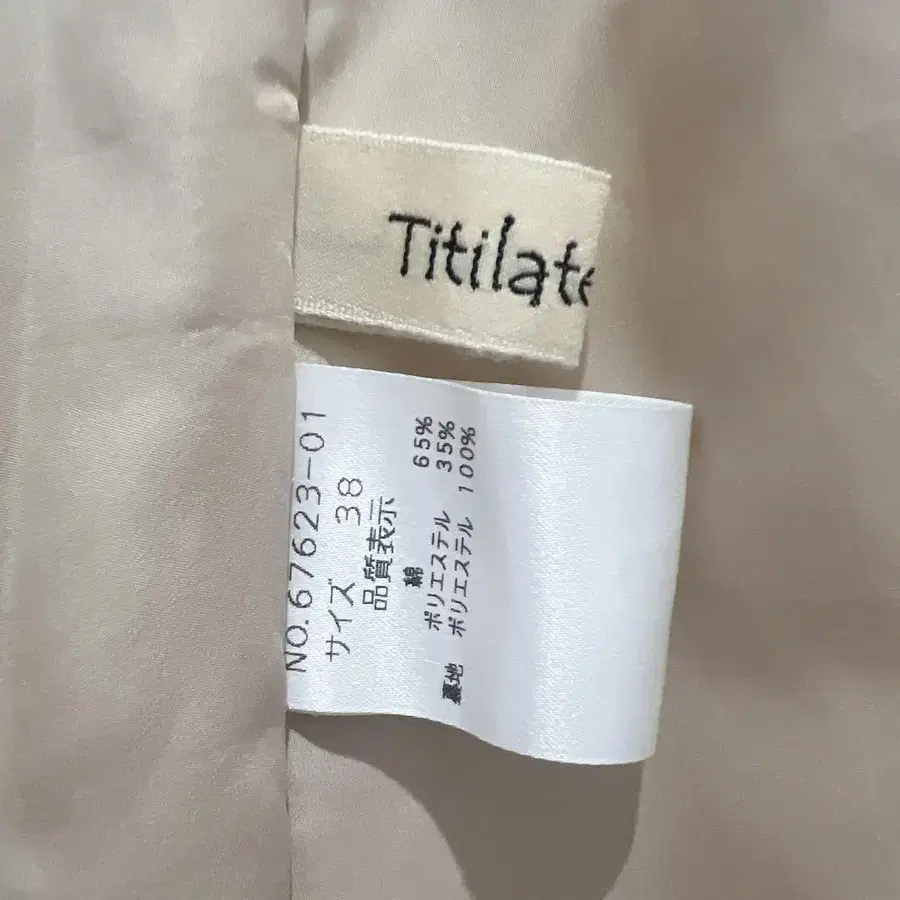 Titilate
NO.67623-01
サイズ 38
品質表示
綿 65%
ポリエステル 35%
裏地 ポリエステル 100%